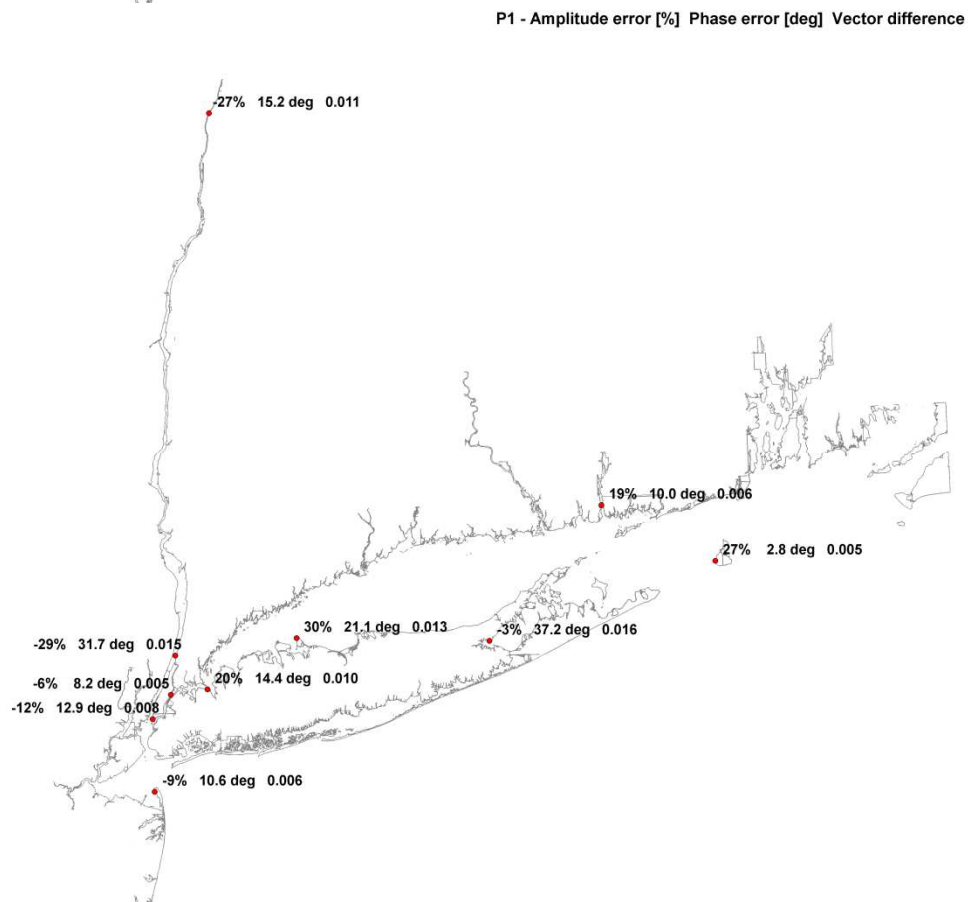 P1 - Amplitude error [%] Phase error [deg] Vector difference
-27% 15.2 deg 0.011
19% 10.0 deg 0.006
27% 2.8 deg 0.005
30% 21.1 deg 0.013
-3% 37.2 deg 0.016
-29% 31.7 deg 0.015
20% 14.4 deg 0.010
-6% 8.2 deg 0.005
-12% 12.9 deg 0.008
-9% 10.6 deg 0.006